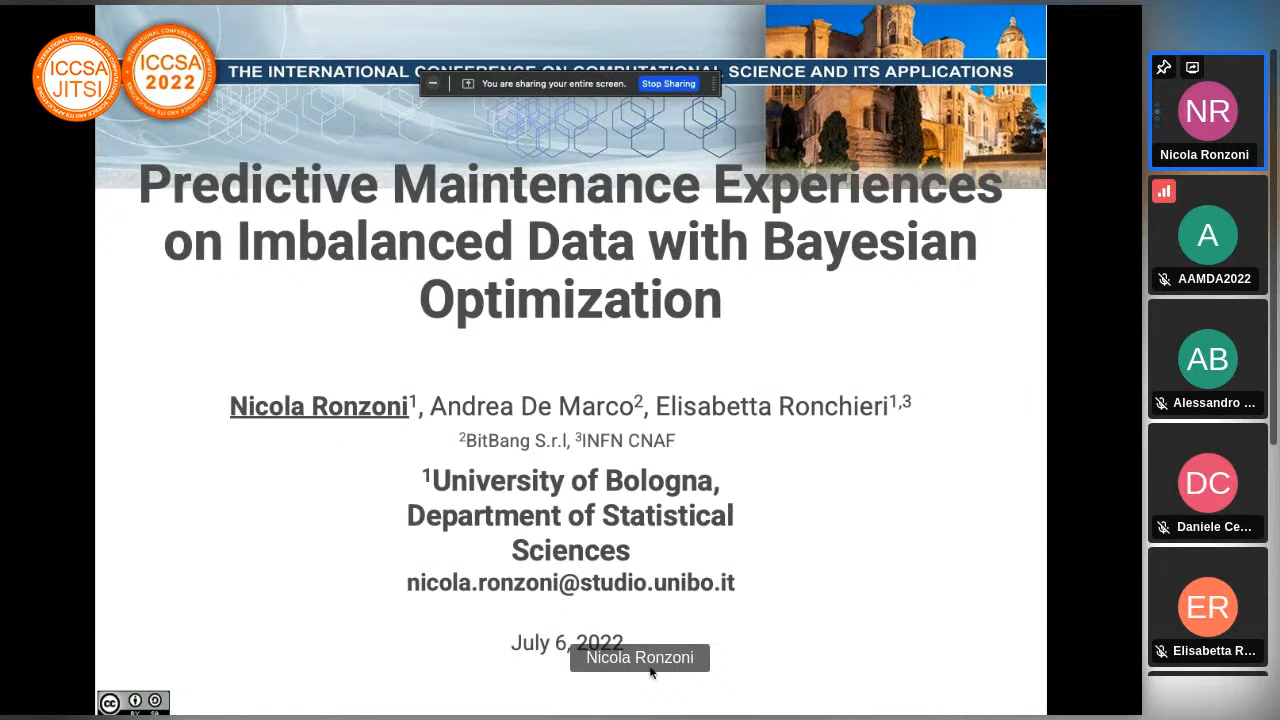 ICCSA
JITSI
ICCSA
2022
THE INTERNATIONAL CONFERENCE ON COMPUTATIONAL SCIENCE AND ITS APPLICATIONS
You are sharing your entire screen.
Stop Sharing
Predictive Maintenance Experiences
on Imbalanced Data with Bayesian
Optimization
Nicola Ronzoni¹, Andrea De Marco², Elisabetta Ronchieri¹,³
²BitBang S.r.l, ³INFN CNAF
¹University of Bologna,
Department of Statistical
Sciences
nicola.ronzoni@studio.unibo.it
July 6, 2022
Nicola Ronzoni
cc
NR
Nicola Ronzoni
A
AAMDA2022
AB
Alessandro ...
DC
Daniele Ce...
ER
Elisabetta R...